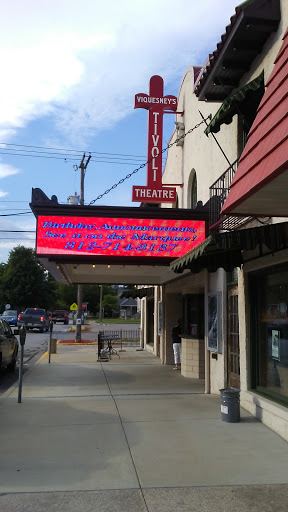 VIQUESNEY'S
TIVOLI
THEATRE
Birthday Announcements
See it on the Marquee!
812-714-8187